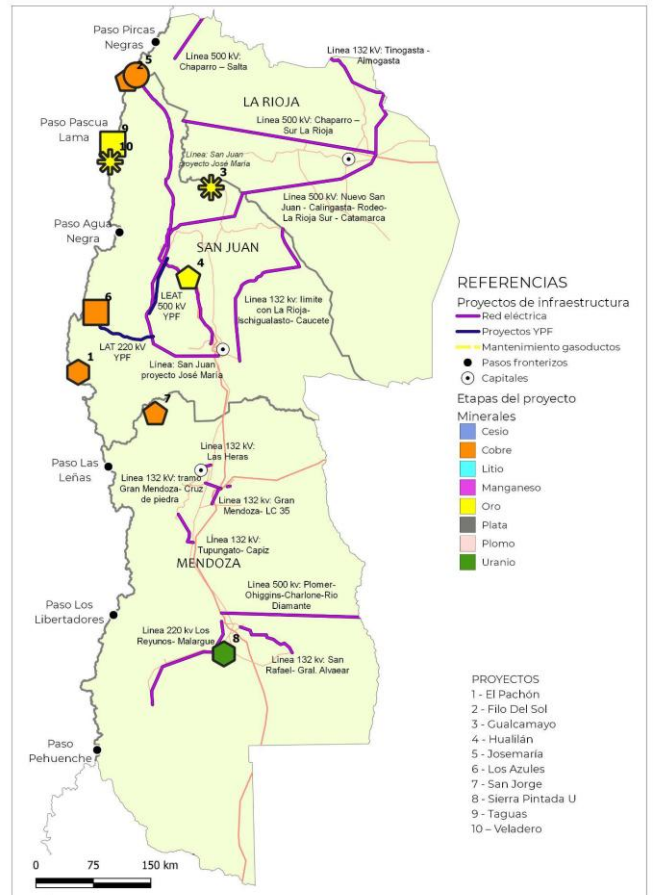 Paso Pircas
Negras
5
2
Línea 500 kV:
Chaparro – Salta
Línea 132 kV: Tinogasta -
Aimogasta
LA RIOJA
Paso Pascua
Lama
9
10
Línea 500 kV: Chaparro –
Sur La Rioja
Línea: San Juan
proyecto José María
3
Línea 500 kV: Nuevo San
Juan - Calingasta- Rodeo-
La Rioja Sur - Catamarca
Paso Agua
Negra
SAN JUAN
4
6
LEAT
500 kV
YPF
Línea 132 kV: limite
con La Rioja-
Ischigualasto- Caucete
LAT 220 kV
YPF
Línea: San Juan
proyecto José María
1
7
Paso Las
Leñas
Línea 132 kV:
Las Heras
Línea 132 kV: tramo
Gran Mendoza- Cruz
de piedra
Línea 132 kV: Gran
Mendoza- LC 35
Línea 132 kV:
Tupungato- Capiz
MENDOZA
Línea 500 kV: Plomer-
Ohiggins-Charlone-Rio
Diamante
Paso Los
Libertadores
Línea 220 kv Los
Reyunos- Malargue
8
Línea 132 kv: San
Rafael- Gral. Alvaear
Paso
Pehuenche
0 75 150 km
REFERENCIAS
Proyectos de infraestructura
Red eléctrica
Proyectos YPF
Mantenimiento gasoductos
Pasos fronterizos
Capitales
Etapas del proyecto
Minerales
Cesio
Cobre
Litio
Manganeso
Oro
Plata
Plomo
Uranio
PROYECTOS
1 - El Pachón
2 - Filo Del Sol
3 - Gualcamayo
4 - Hualilán
5 - Josemaría
6 - Los Azules
7 - San Jorge
8 - Sierra Pintada U
9 - Taguas
10 – Veladero